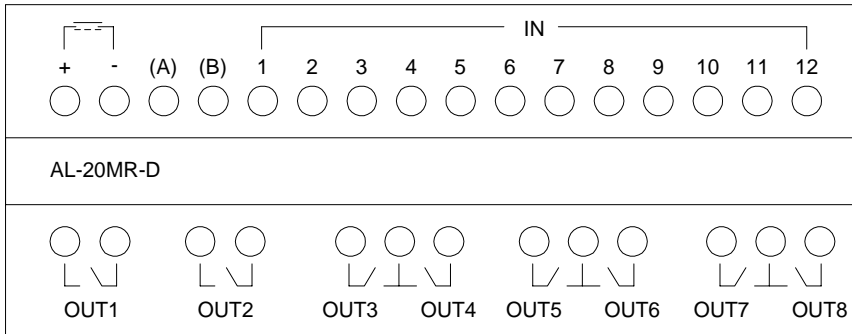 IN
+ - (A) (B) 1 2 3 4 5 6 7 8 9 10 11 12
AL-20MR-D
OUT1 OUT2 OUT3 OUT4 OUT5 OUT6 OUT7 OUT8